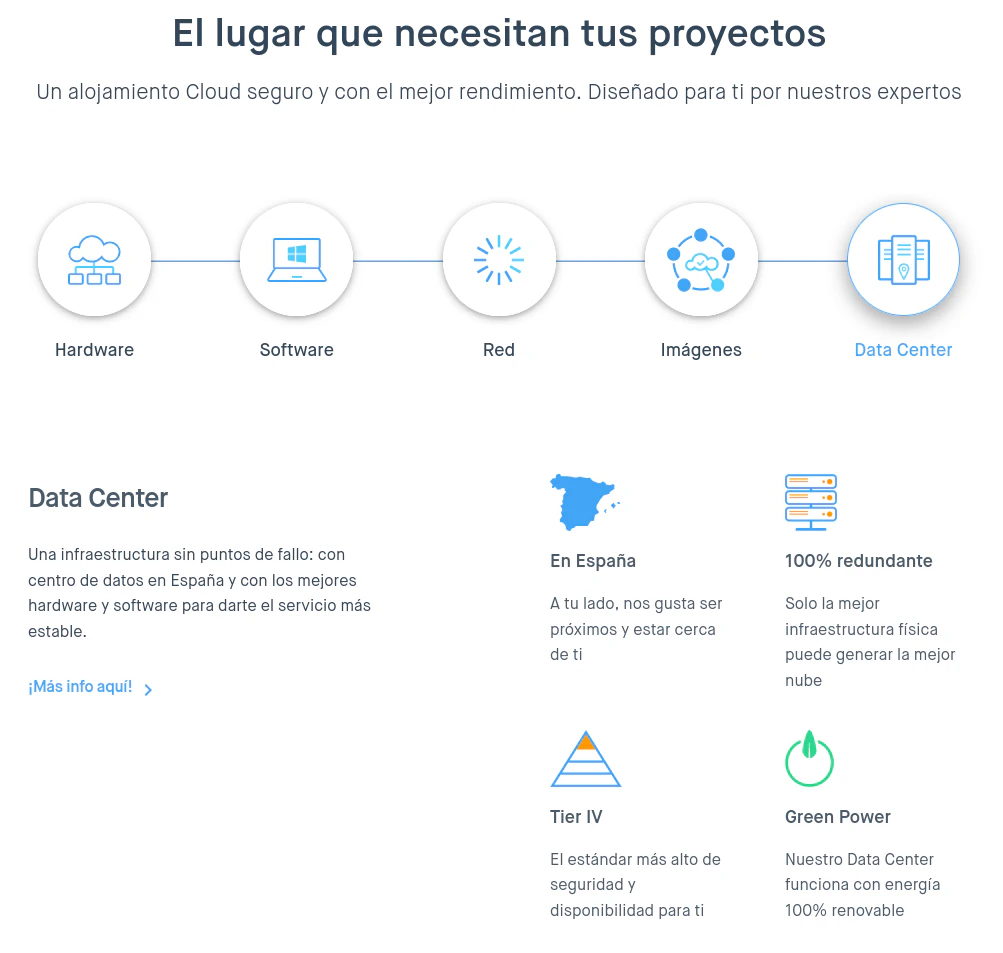 El lugar que necesitan tus proyectos
Un alojamiento Cloud seguro y con el mejor rendimiento. Diseñado para ti por nuestros expertos
Hardware
Software
Red
Imágenes
Data Center
Data Center
Una infraestructura sin puntos de fallo: con
centro de datos en España y con los mejores
hardware y software para darte el servicio más
estable.
¡Más info aquí!
En España
A tu lado, nos gusta ser
próximos y estar cerca
de ti
100% redundante
Solo la mejor
infraestructura física
puede generar la mejor
nube
Tier IV
El estándar más alto de
seguridad y
disponibilidad para ti
Green Power
Nuestro Data Center
funciona con energía
100% renovable